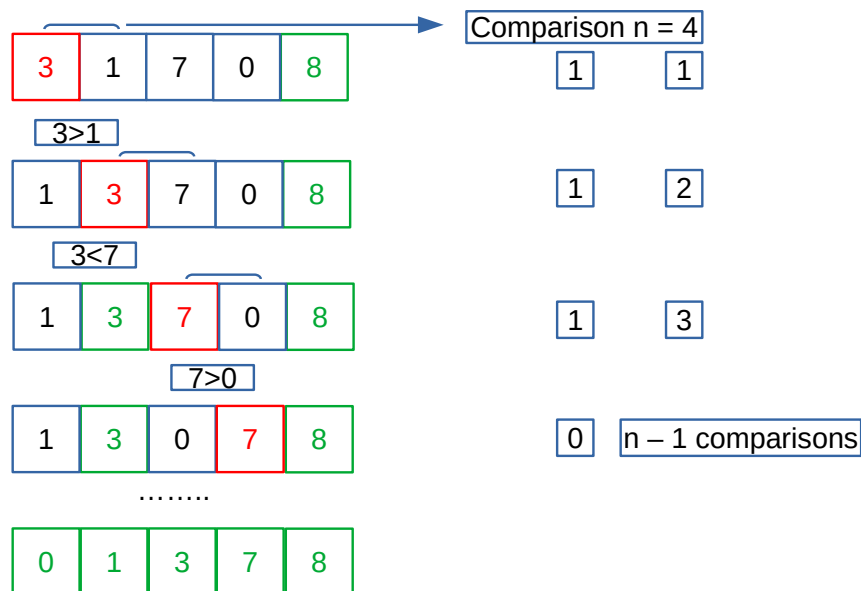 Comparison n = 4
3 1 7 0 8
1 1
3>1
1 3 7 0 8
1 2
3<7
1 3 7 0 8
1 3
7>0
1 3 0 7 8
0 n – 1 comparisons
........
0 1 3 7 8